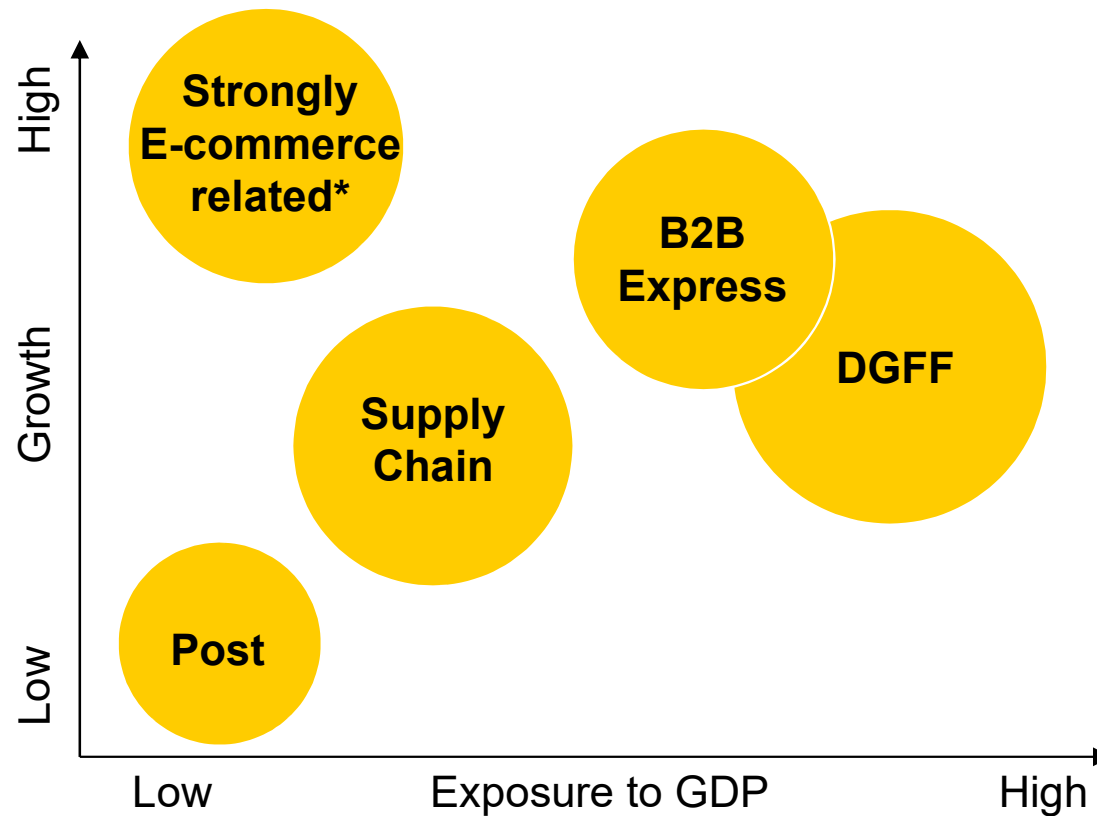 High
Growth
Low
Strongly
E-commerce
related*
B2B
Express
DGFF
Supply
Chain
Post
Low
Exposure to GDP
High